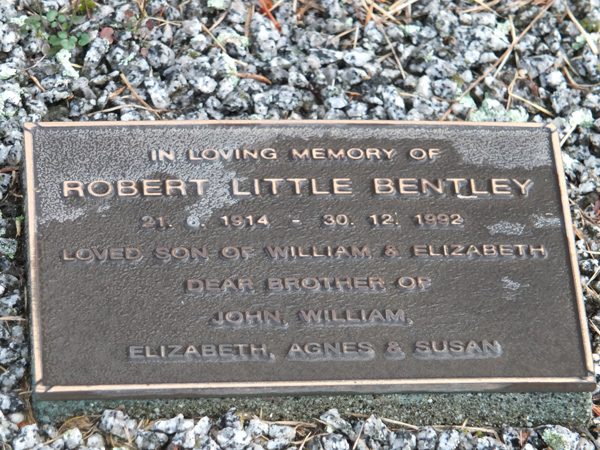 IN LOVING MEMORY OF
ROBERT LITTLE BENTLEY
21. 6. 1914 - 30. 12. 1992
LOVED SON OF WILLIAM & ELIZABETH
DEAR BROTHER OF
JOHN, WILLIAM,
ELIZABETH, AGNES & SUSAN